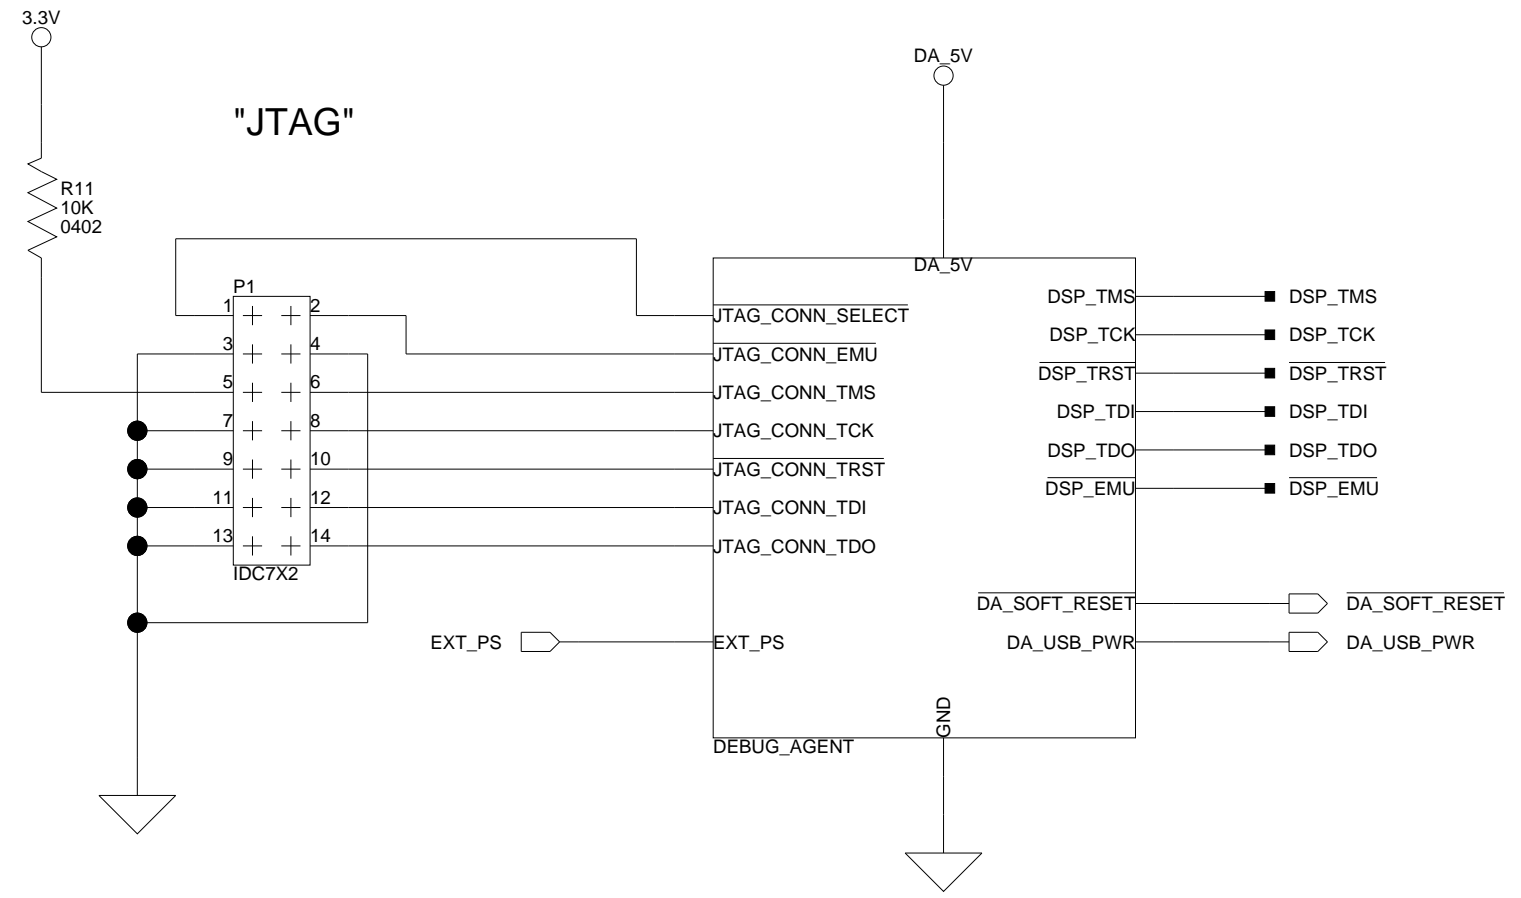 3.3V
DA_5V
"JTAG"
R11
10K
0402
DA_5V
P1
1 2
3 4
5 6
7 8
9 10
11 12
13 14
IDC7X2
JTAG_CONN_SELECT
JTAG_CONN_EMU
JTAG_CONN_TMS
JTAG_CONN_TCK
JTAG_CONN_TRST
JTAG_CONN_TDI
JTAG_CONN_TDO
EXT_PS EXT_PS
DSP_TMS DSP_TMS
DSP_TCK DSP_TCK
DSP_TRST DSP_TRST
DSP_TDI DSP_TDI
DSP_TDO DSP_TDO
DSP_EMU DSP_EMU
DA_SOFT_RESET DA_SOFT_RESET
DA_USB_PWR DA_USB_PWR
GND
DEBUG_AGENT